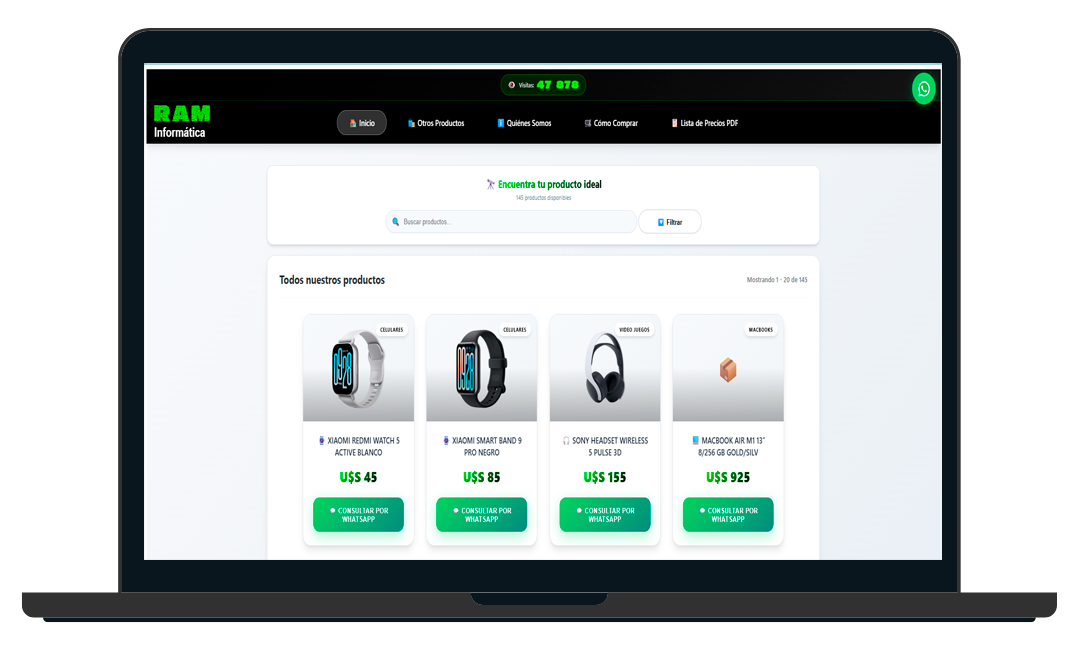 Visitas: 47 878
RAM
Informática
Inicio
Otros Productos
Quiénes Somos
Cómo Comprar
Lista de Precios PDF
Encuentra tu producto ideal
145 productos disponibles
Buscar productos...
Filtrar
Todos nuestros productos
Mostrando 1 - 20 de 145
CELULARES
CELULARES
VIDEO JUEGOS
MACBOOKS
XIAOMI REDMI WATCH 5
ACTIVE BLANCO
U$S 45
CONSULTAR POR
WHATSAPP
XIAOMI SMART BAND 9
PRO NEGRO
U$S 85
CONSULTAR POR
WHATSAPP
SONY HEADSET WIRELESS
5 PULSE 3D
U$S 155
CONSULTAR POR
WHATSAPP
MACBOOK AIR M1 13"
8/256 GB GOLD/SILV
U$S 925
CONSULTAR POR
WHATSAPP